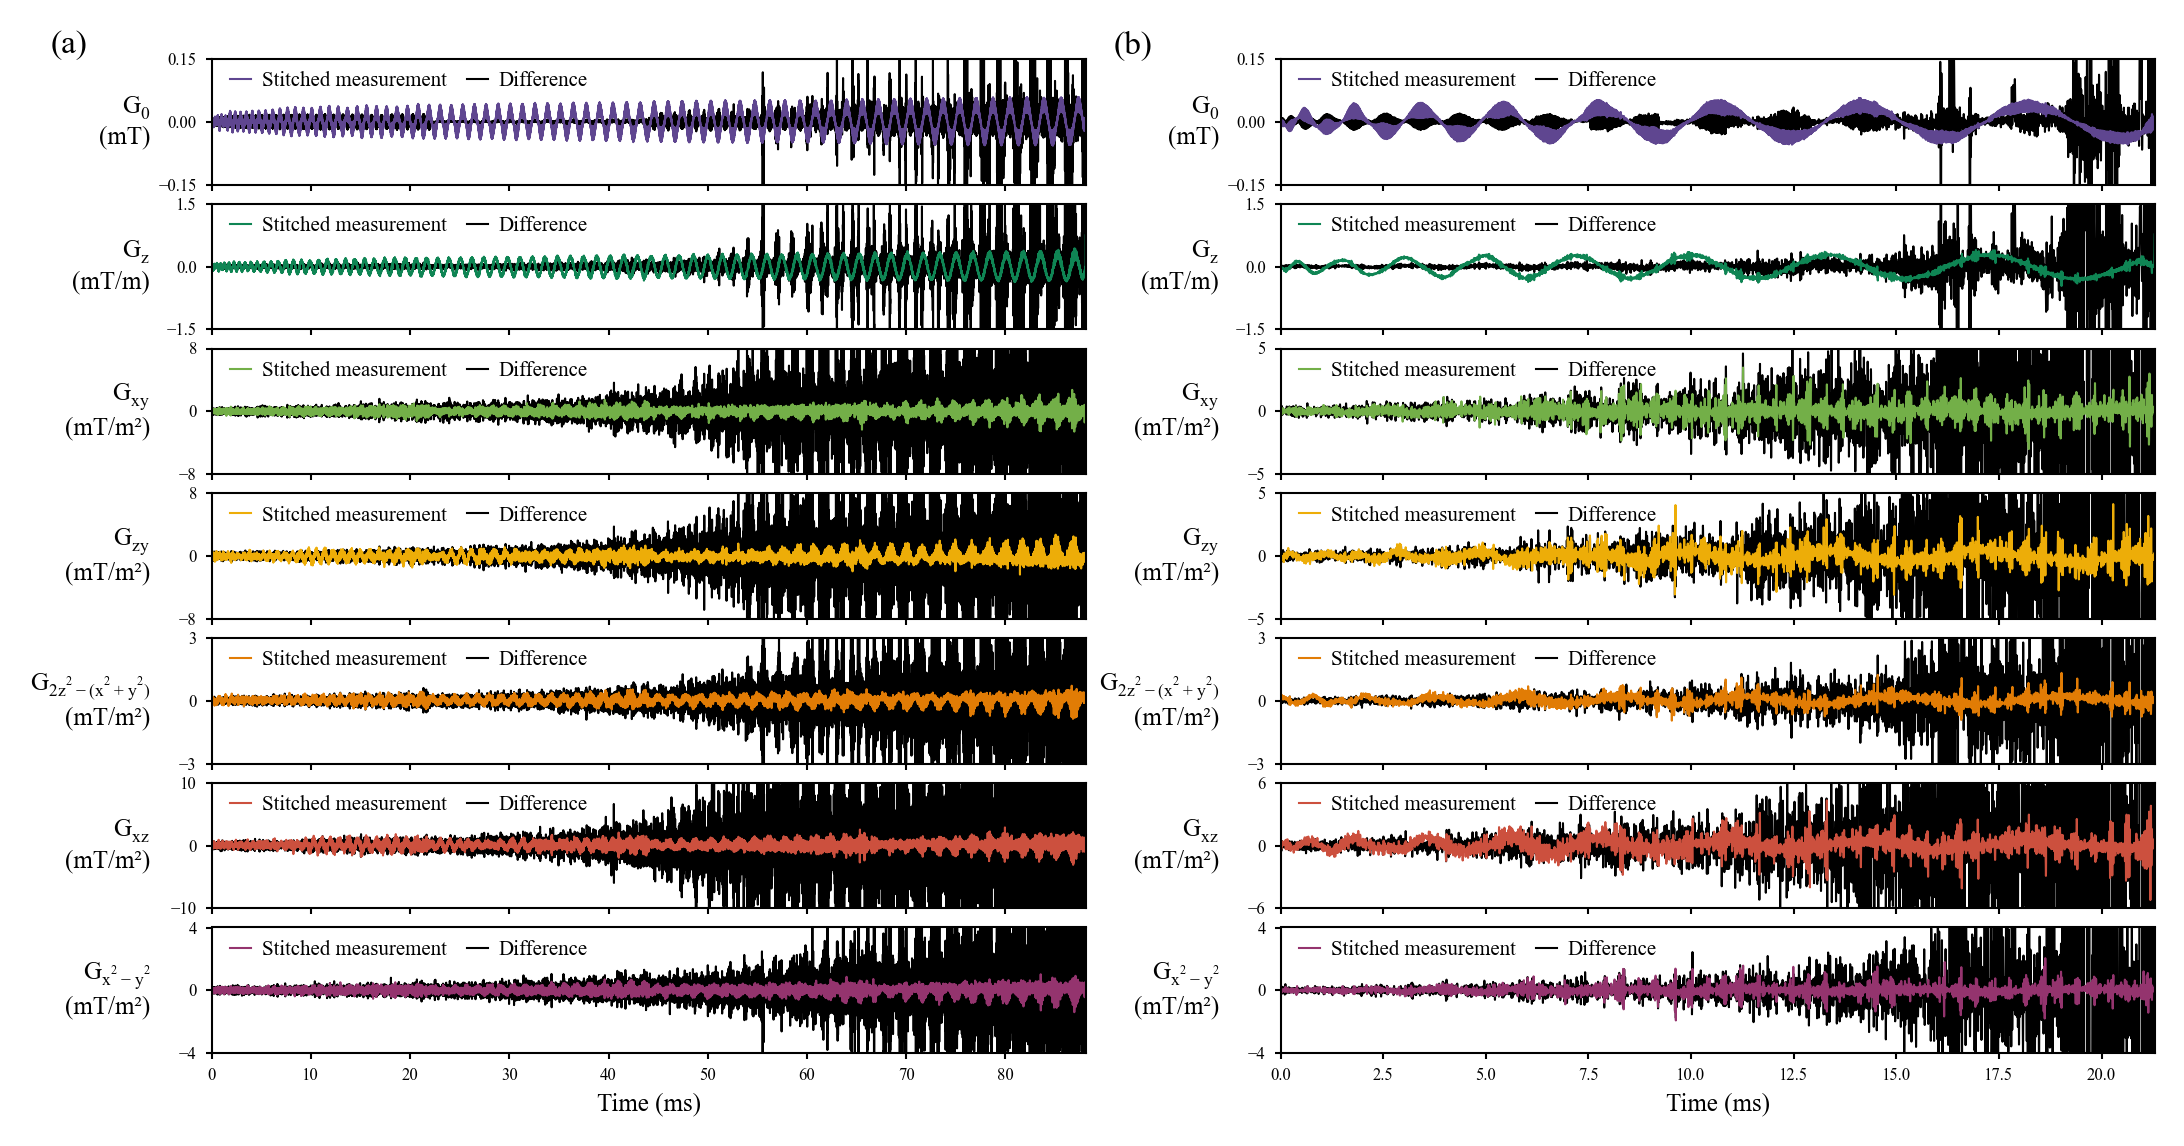 (a)
0.15
0.00
−0.15
G0
(mT)
Stitched measurement Difference
1.5
0.0
−1.5
Gz
(mT/m)
Stitched measurement Difference
8
0
−8
Gxy
(mT/m²)
Stitched measurement Difference
8
0
−8
Gzy
(mT/m²)
Stitched measurement Difference
3
0
−3
G2z² − (x² + y²)
(mT/m²)
Stitched measurement Difference
10
0
−10
Gxz
(mT/m²)
Stitched measurement Difference
4
0
−4
Gx² − y²
(mT/m²)
Stitched measurement Difference
0 10 20 30 40 50 60 70 80
Time (ms)
(b)
0.15
0.00
−0.15
G0
(mT)
Stitched measurement Difference
1.5
0.0
−1.5
Gz
(mT/m)
Stitched measurement Difference
5
0
−5
Gxy
(mT/m²)
Stitched measurement Difference
5
0
−5
Gzy
(mT/m²)
Stitched measurement Difference
3
0
−3
G2z² − (x² + y²)
(mT/m²)
Stitched measurement Difference
6
0
−6
Gxz
(mT/m²)
Stitched measurement Difference
4
0
−4
Gx² − y²
(mT/m²)
Stitched measurement Difference
0.0 2.5 5.0 7.5 10.0 12.5 15.0 17.5 20.0
Time (ms)